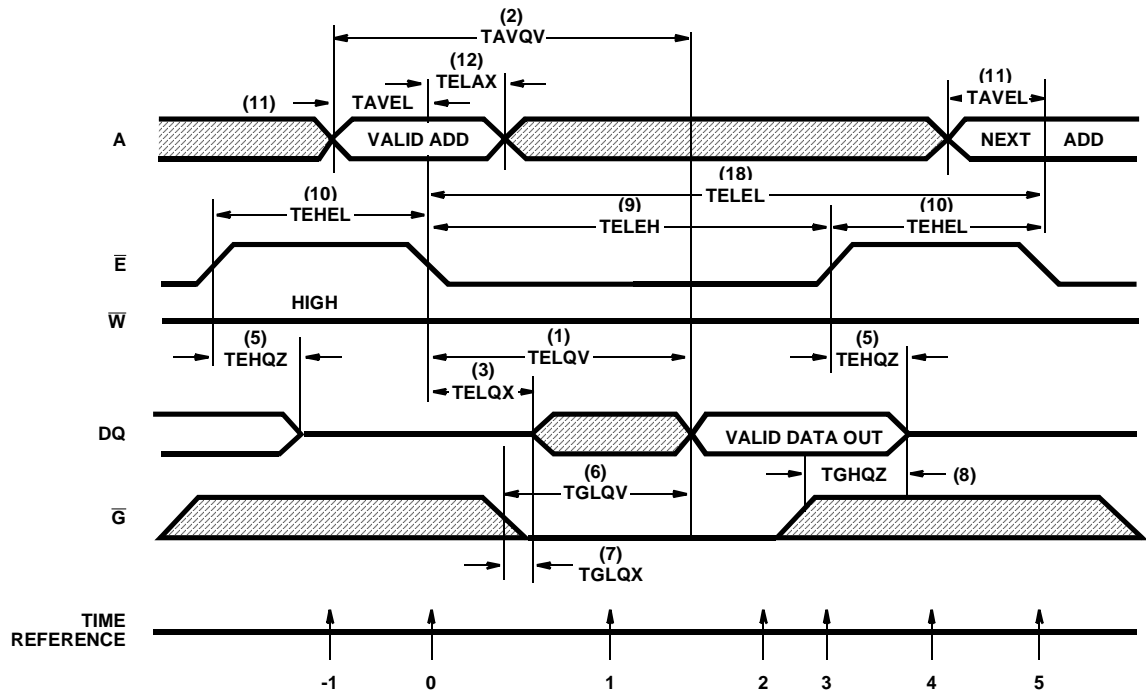 (2)
TAVQV
(12)
TELAX
(11)
TAVEL
(11)
TAVEL
A
VALID ADD
NEXT
ADD
(18)
TELEL
(10)
TEHEL
(9)
TELEH
(10)
TEHEL
E
HIGH
W
(5)
TEHQZ
(1)
TELQV
(5)
TEHQZ
(3)
TELQX
DQ
VALID DATA OUT
(6)
TGLQV
TGHQZ
(8)
G
(7)
TGLQX
TIME
REFERENCE
-1 0 1 2 3 4 5